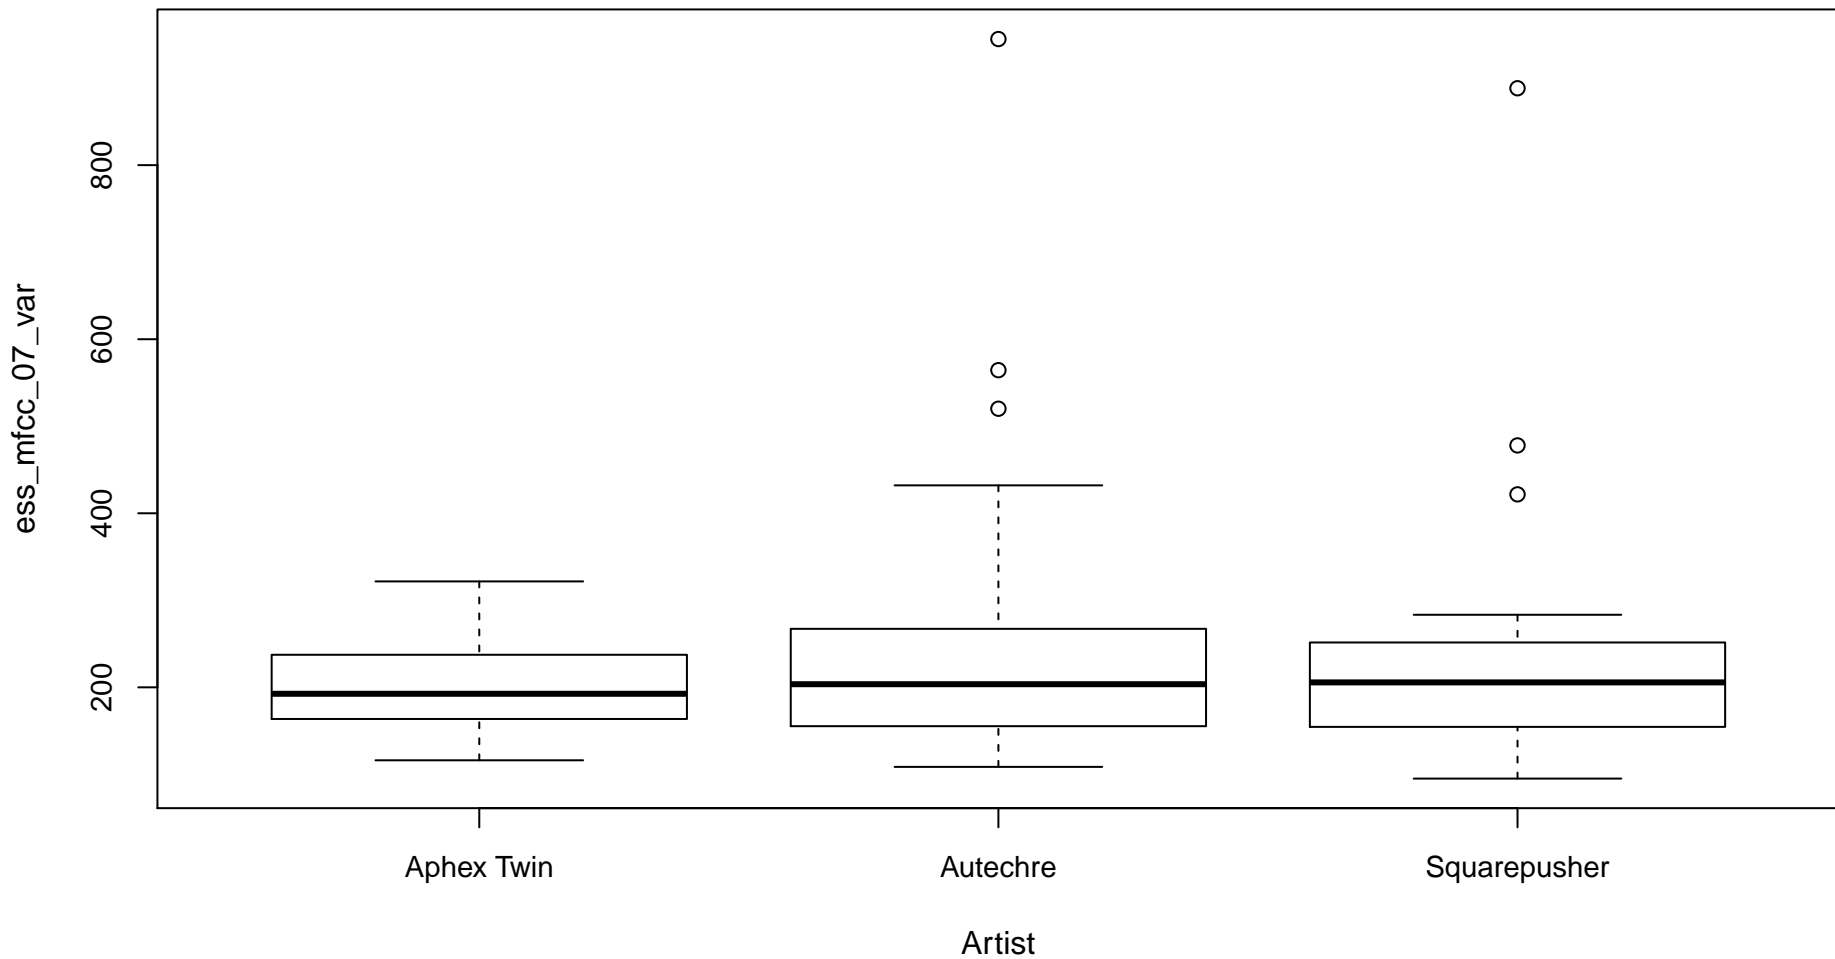 ess_mfcc_07_var
800
600
400
200
Aphex Twin
Autechre
Squarepusher
Artist